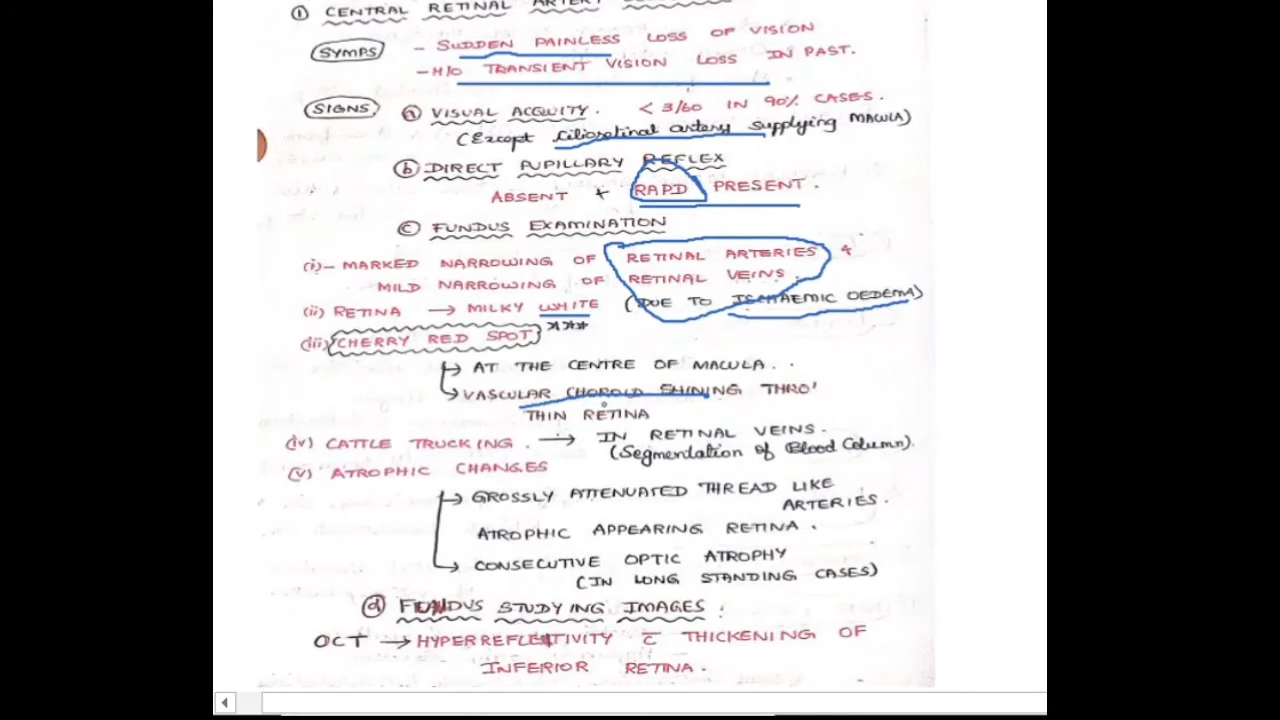 ① CENTRAL RETINAL ARTERY
SYMPS - SUDDEN PAINLESS LOSS OF VISION
- H/O TRANSIENT VISION LOSS IN PAST.
SIGNS ⓐ VISUAL ACQUITY. < 3/60 IN 90% CASES.
(Except ciliosetinal artery supplying MACULA)
ⓑ DIRECT PUPILLARY REFLEX
ABSENT + RAPD PRESENT.
ⓒ FUNDUS EXAMINATION
(i) - MARKED NARROWING OF RETINAL ARTERIES &
MILD NARROWING OF RETINAL VEINS.
(ii) RETINA → MILKY WHITE (DUE TO ISCHAEMIC OEDEMA)
***
(iii) CHERRY RED SPOT
↳ AT THE CENTRE OF MACULA..
↳ VASCULAR CHOROID SHINING THRO'
THIN RETINA
(iv) CATTLE TRUCKING. → IN RETINAL VEINS.
(Segmentation of Blood Column).
(v) ATROPHIC CHANGES
→ GROSSLY ATTENUATED THREAD LIKE
ARTERIES.
ATROPHIC APPEARING RETINA.
→ CONSECUTIVE OPTIC ATROPHY
(IN LONG STANDING CASES)
ⓓ FUNDUS STUDYING IMAGES.
OCT → HYPERREFLECTIVITY c̄ THICKENING OF
INFERIOR RETINA.